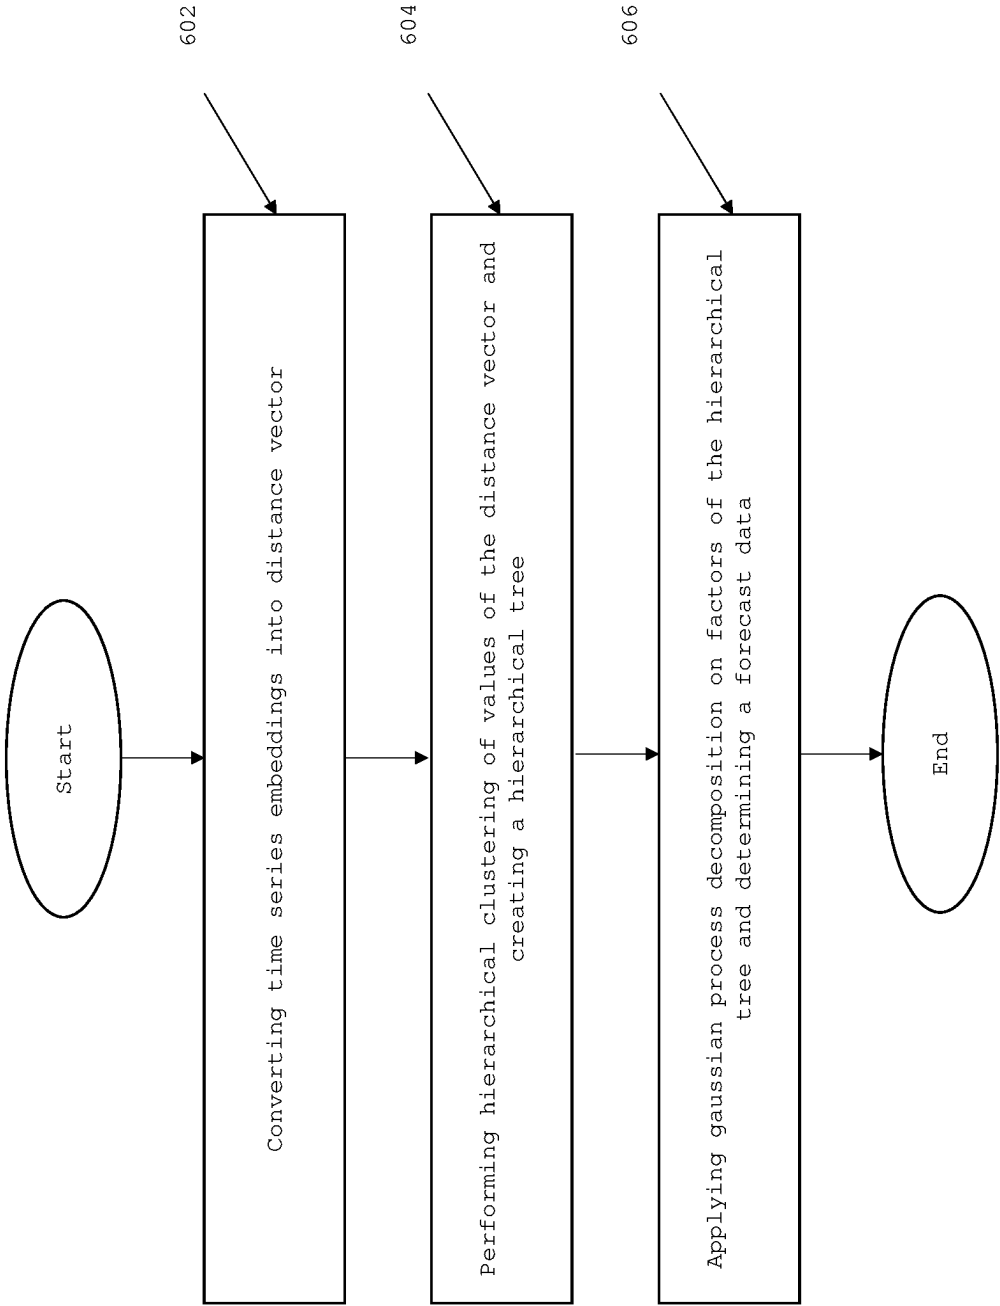 Start
602
Converting time series embeddings into distance vector
604
Performing hierarchical clustering of values of the distance vector and
creating a hierarchical tree
606
Applying gaussian process decomposition on factors of the hierarchical
tree and determining a forecast data
End